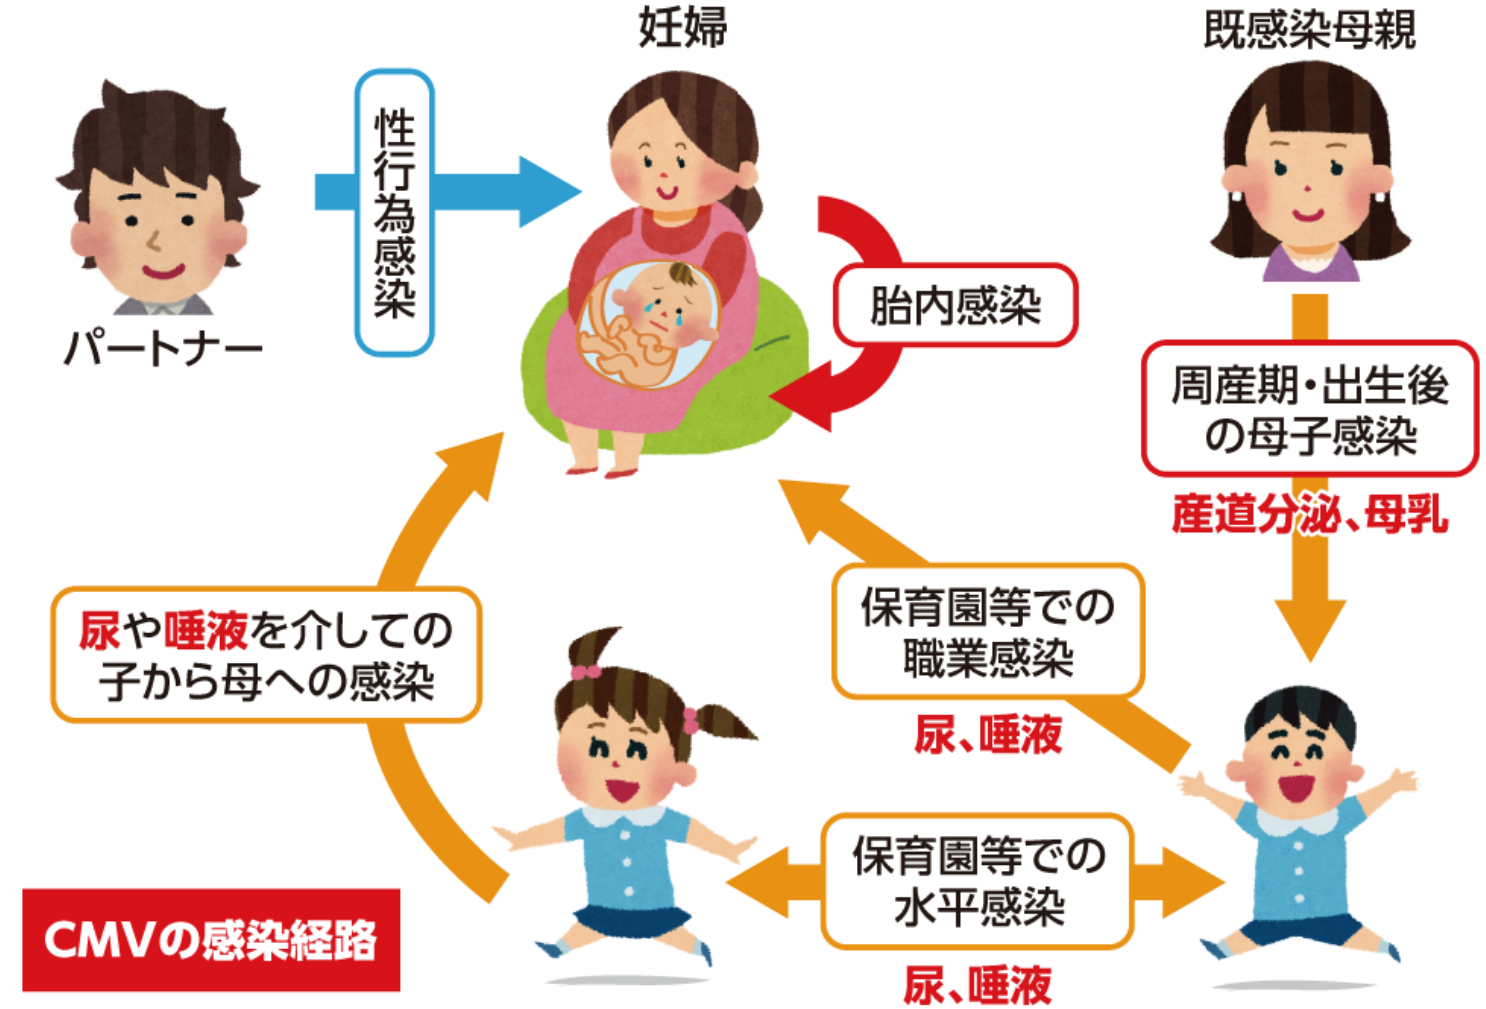 妊婦
既感染母親
性行為感染
パートナー
胎内感染
周産期・出生後
の母子感染
産道分泌、母乳
尿や唾液を介しての
子から母への感染
保育園等での
職業感染
尿、唾液
保育園等での
水平感染
尿、唾液
CMVの感染経路